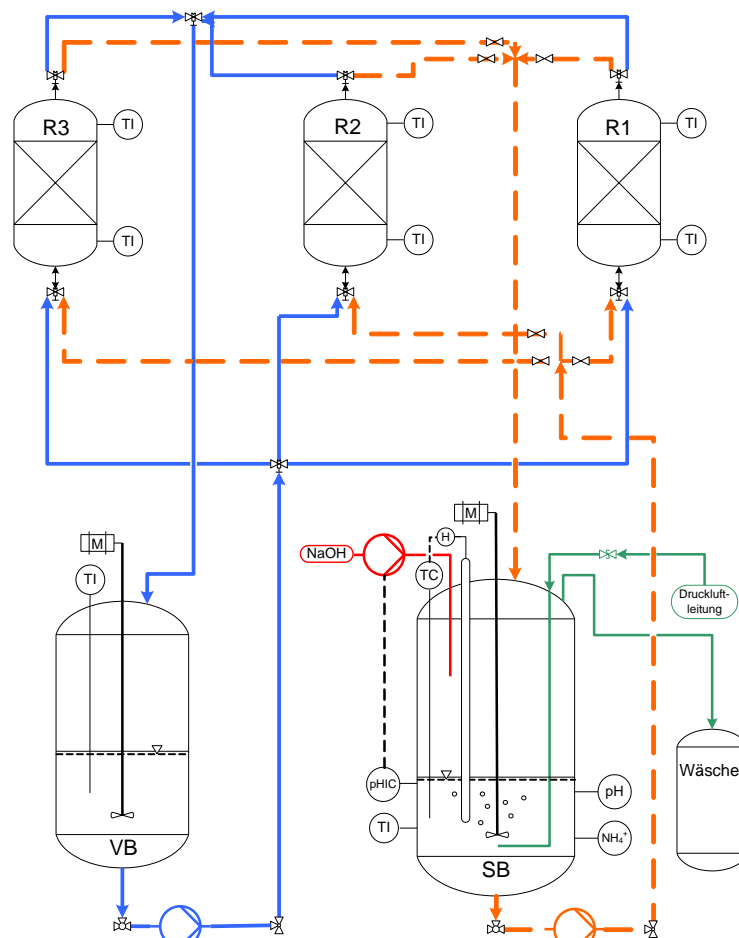 R3
TI
TI
R2
TI
TI
R1
TI
TI
M
TI
VB
NaOH
H
TC
M
Druckluft-
leitung
pHIC
TI
pH
NH₄⁺
SB
Wäscher